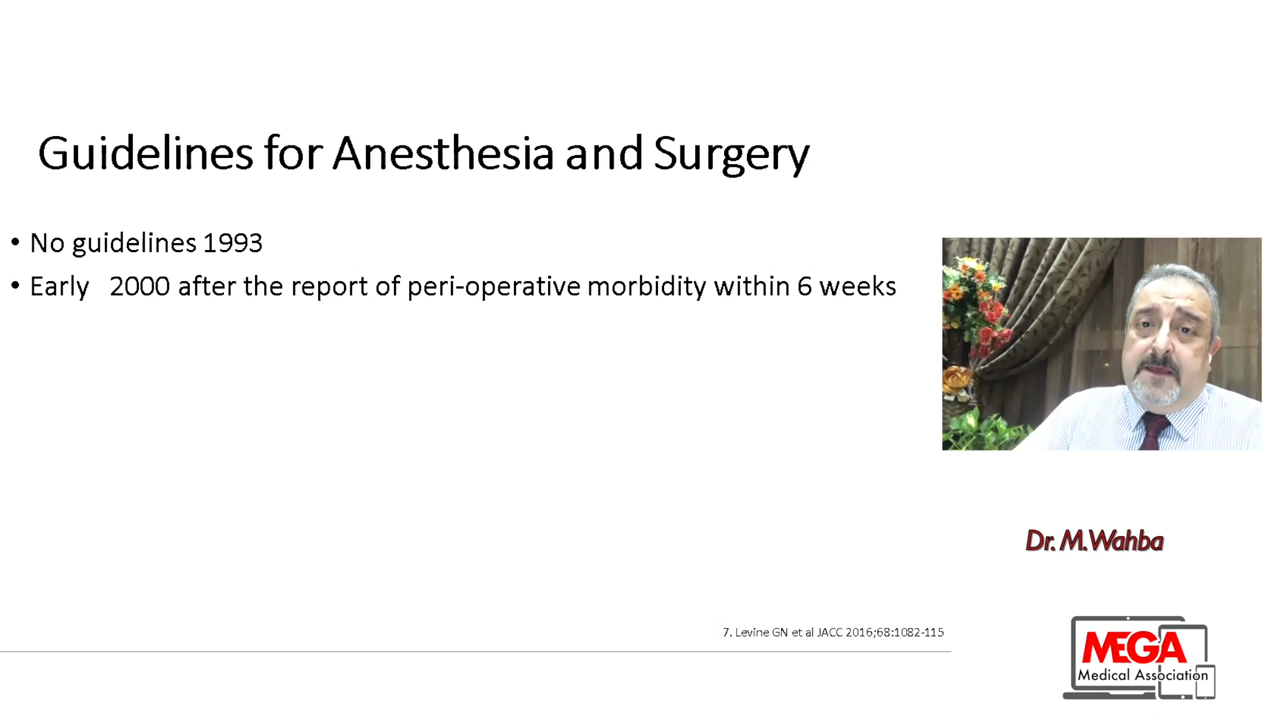 Guidelines for Anesthesia and Surgery
• No guidelines 1993
• Early 2000 after the report of peri-operative morbidity within 6 weeks
Dr. M.Wahba
7. Levine GN et al JACC 2016;68:1082-115
MEGA
Medical Association